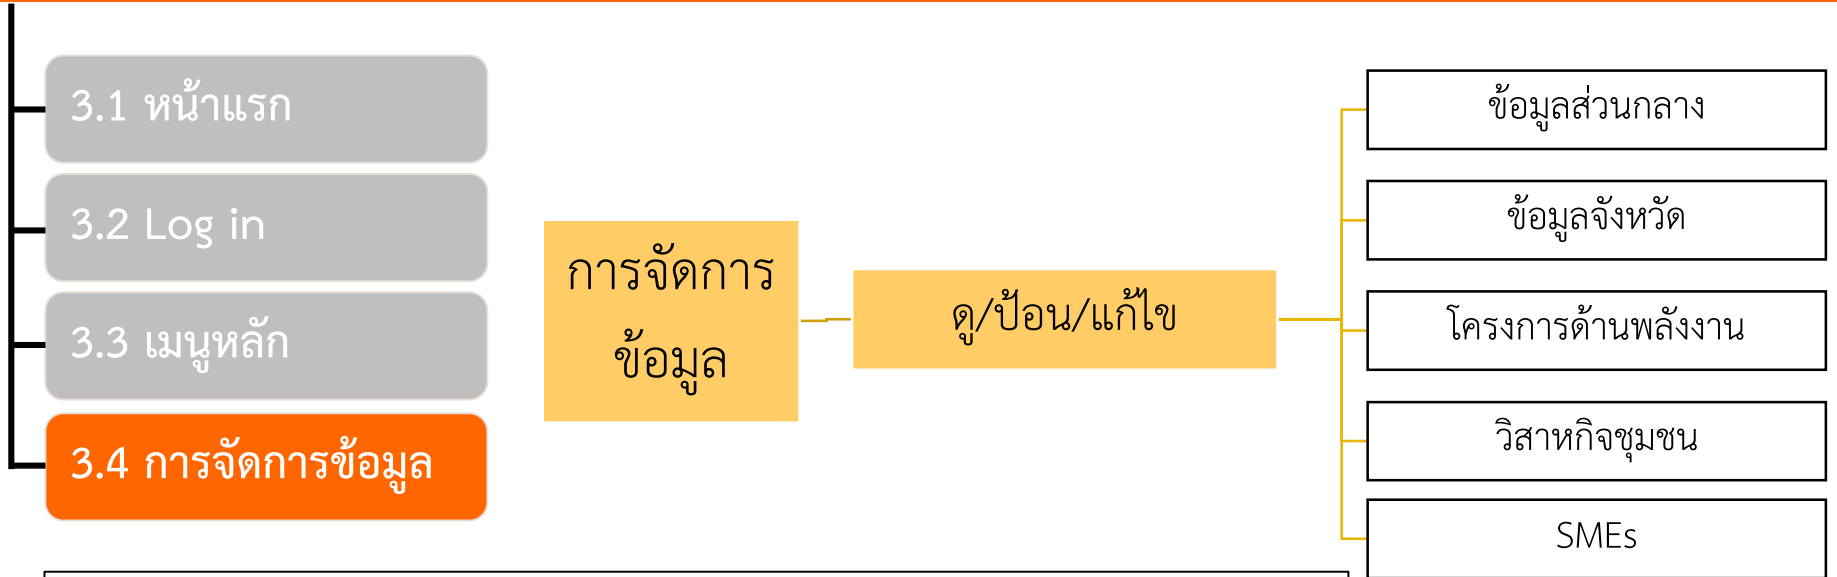 3.1 หน้าแรก
3.2 Log in
3.3 เมนูหลัก
3.4 การจัดการข้อมูล
การจัดการ
ข้อมูล
ดู/ป้อน/แก้ไข
ข้อมูลส่วนกลาง
ข้อมูลจังหวัด
โครงการด้านพลังงาน
วิสาหกิจชุมชน
SMEs